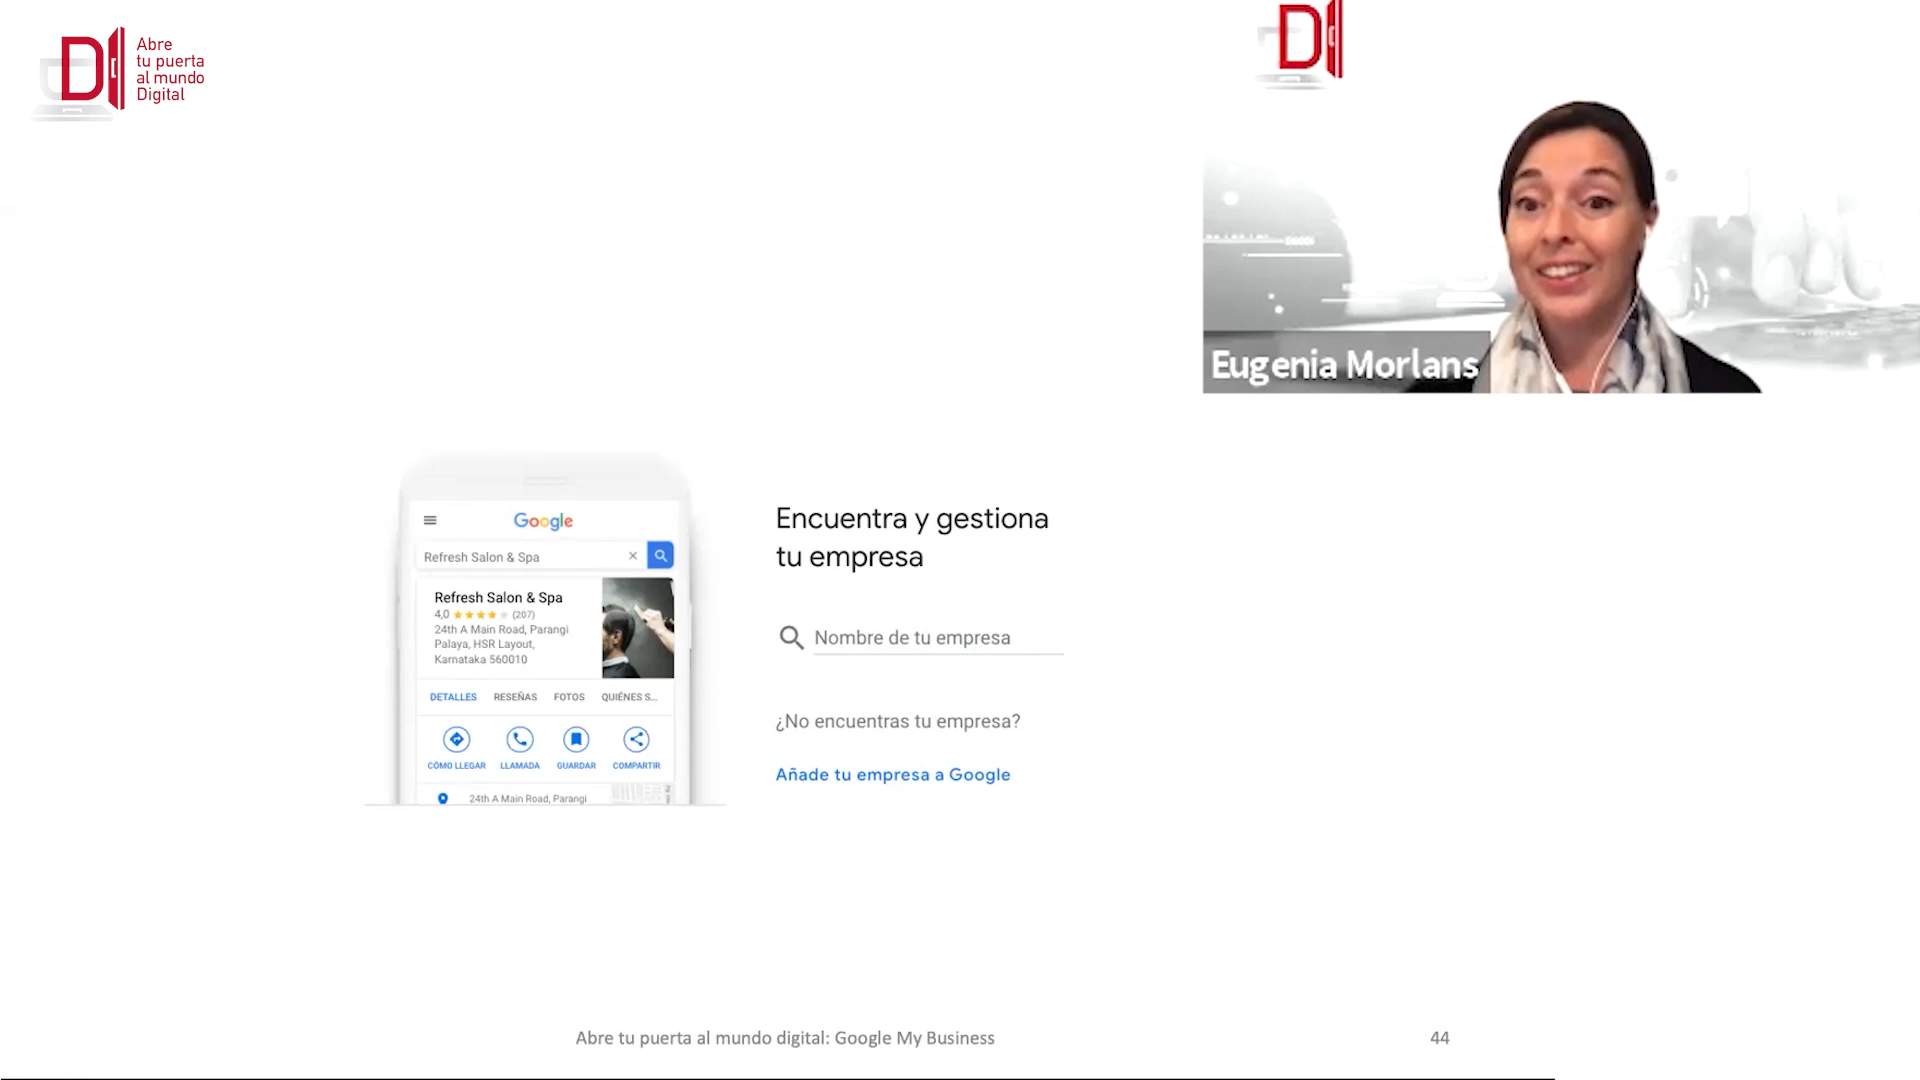 Abre
tu puerta
al mundo
Digital
Eugenia Morlans
Google
Refresh Salon & Spa
Refresh Salon & Spa
4,0 (207)
24th A Main Road, Parangi
Palaya, HSR Layout,
Karnataka 560010
DETALLES RESEÑAS FOTOS QUIÉNES S...
CÓMO LLEGAR LLAMADA GUARDAR COMPARTIR
24th A Main Road, Parangi
Encuentra y gestiona
tu empresa
Nombre de tu empresa
¿No encuentras tu empresa?
Añade tu empresa a Google
Abre tu puerta al mundo digital: Google My Business
44